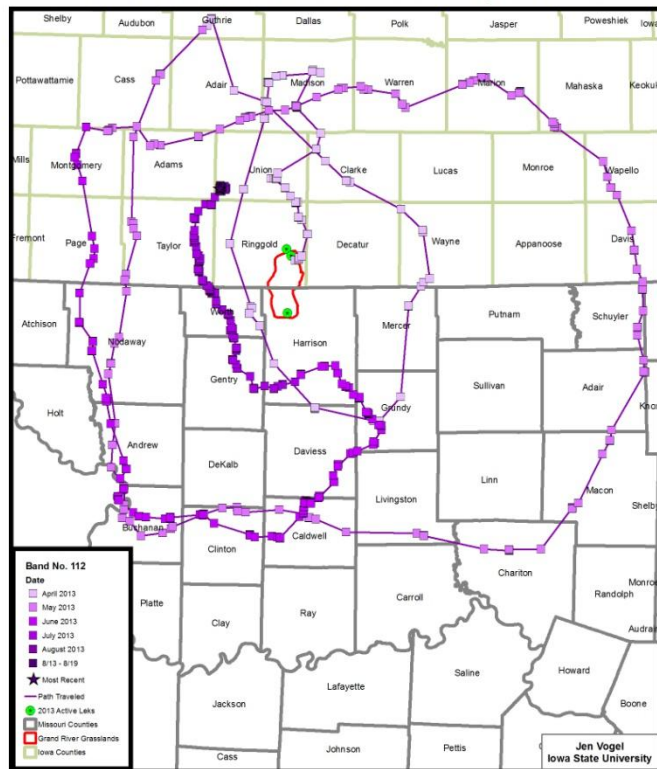 Shelby
Audubon
Guthrie
Dallas
Polk
Jasper
Poweshiek
Iowa
Pottawattamie
Cass
Adair
Madison
Warren
Marion
Mahaska
Keokuk
Mills
Montgomery
Adams
Union
Clarke
Lucas
Monroe
Wapello
Fremont
Page
Taylor
Ringgold
Decatur
Wayne
Appanoose
Davis
Atchison
Nodaway
Harrison
Mercer
Putnam
Schuyler
Holt
Gentry
Sullivan
Adair
Grundy
Andrew
DeKalb
Daviess
Linn
Macon
Livingston
Shelby
Buchanan
Clinton
Caldwell
Chariton
Platte
Clay
Ray
Carroll
Randolph
Monroe
Audrain
Howard
Saline
Lafayette
Jackson
Boone
Cass
Johnson
Pettis
Band No. 112
Date
April 2013
May 2013
June 2013
July 2013
August 2013
8/13 - 8/19
Most Recent
Path Traveled
2013 Active Leks
Missouri Counties
Grand River Grasslands
Iowa Counties
Jen Vogel
Iowa State University